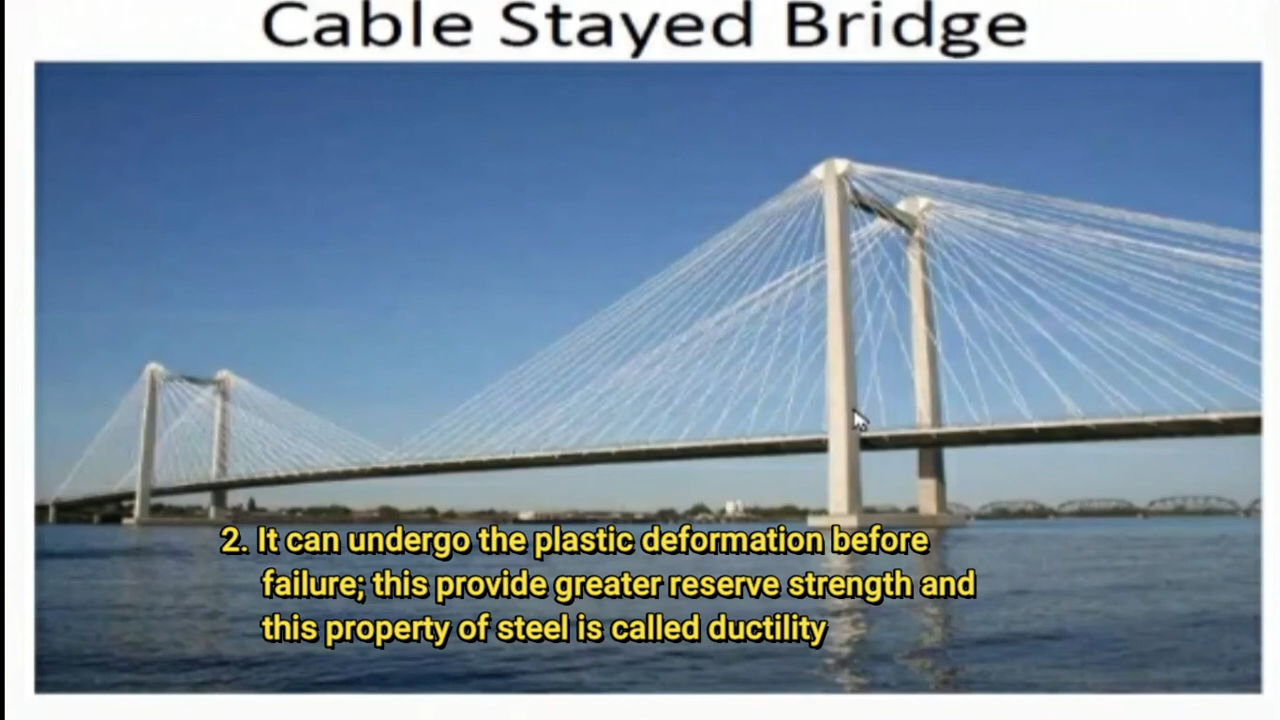 Cable Stayed Bridge
2. It can undergo the plastic deformation before
failure; this provide greater reserve strength and
this property of steel is called ductility